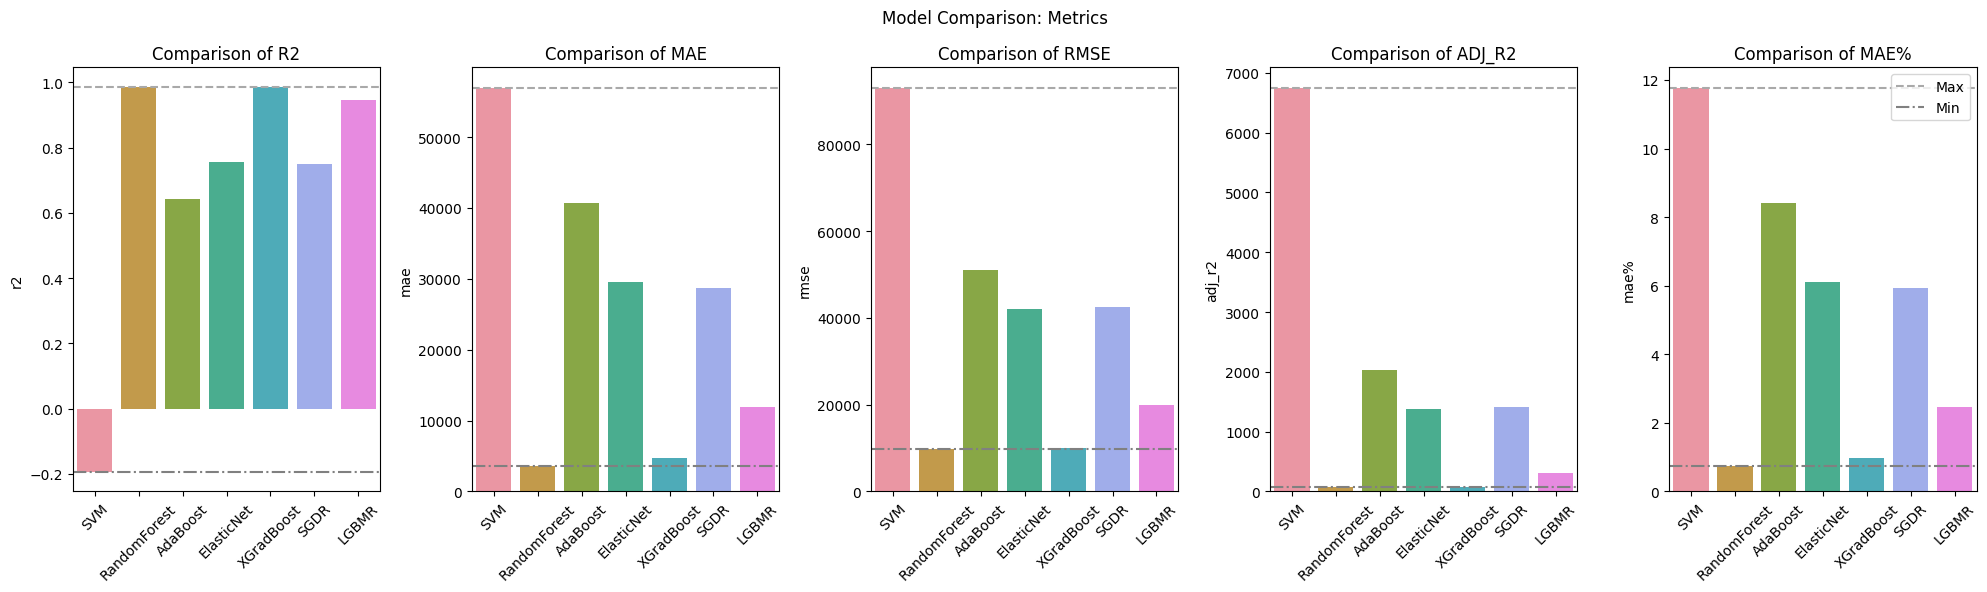 Model Comparison: Metrics
Comparison of R2
r2
1.0
0.8
0.6
0.4
0.2
0.0
−0.2
SVM
RandomForest
AdaBoost
ElasticNet
XGradBoost
SGDR
LGBMR
Comparison of MAE
mae
50000
40000
30000
20000
10000
0
SVM
RandomForest
AdaBoost
ElasticNet
XGradBoost
SGDR
LGBMR
Comparison of RMSE
rmse
80000
60000
40000
20000
0
SVM
RandomForest
AdaBoost
ElasticNet
XGradBoost
SGDR
LGBMR
Comparison of ADJ_R2
adj_r2
7000
6000
5000
4000
3000
2000
1000
0
SVM
RandomForest
AdaBoost
ElasticNet
XGradBoost
SGDR
LGBMR
Comparison of MAE%
mae%
12
10
8
6
4
2
0
Max
Min
SVM
RandomForest
AdaBoost
ElasticNet
XGradBoost
SGDR
LGBMR